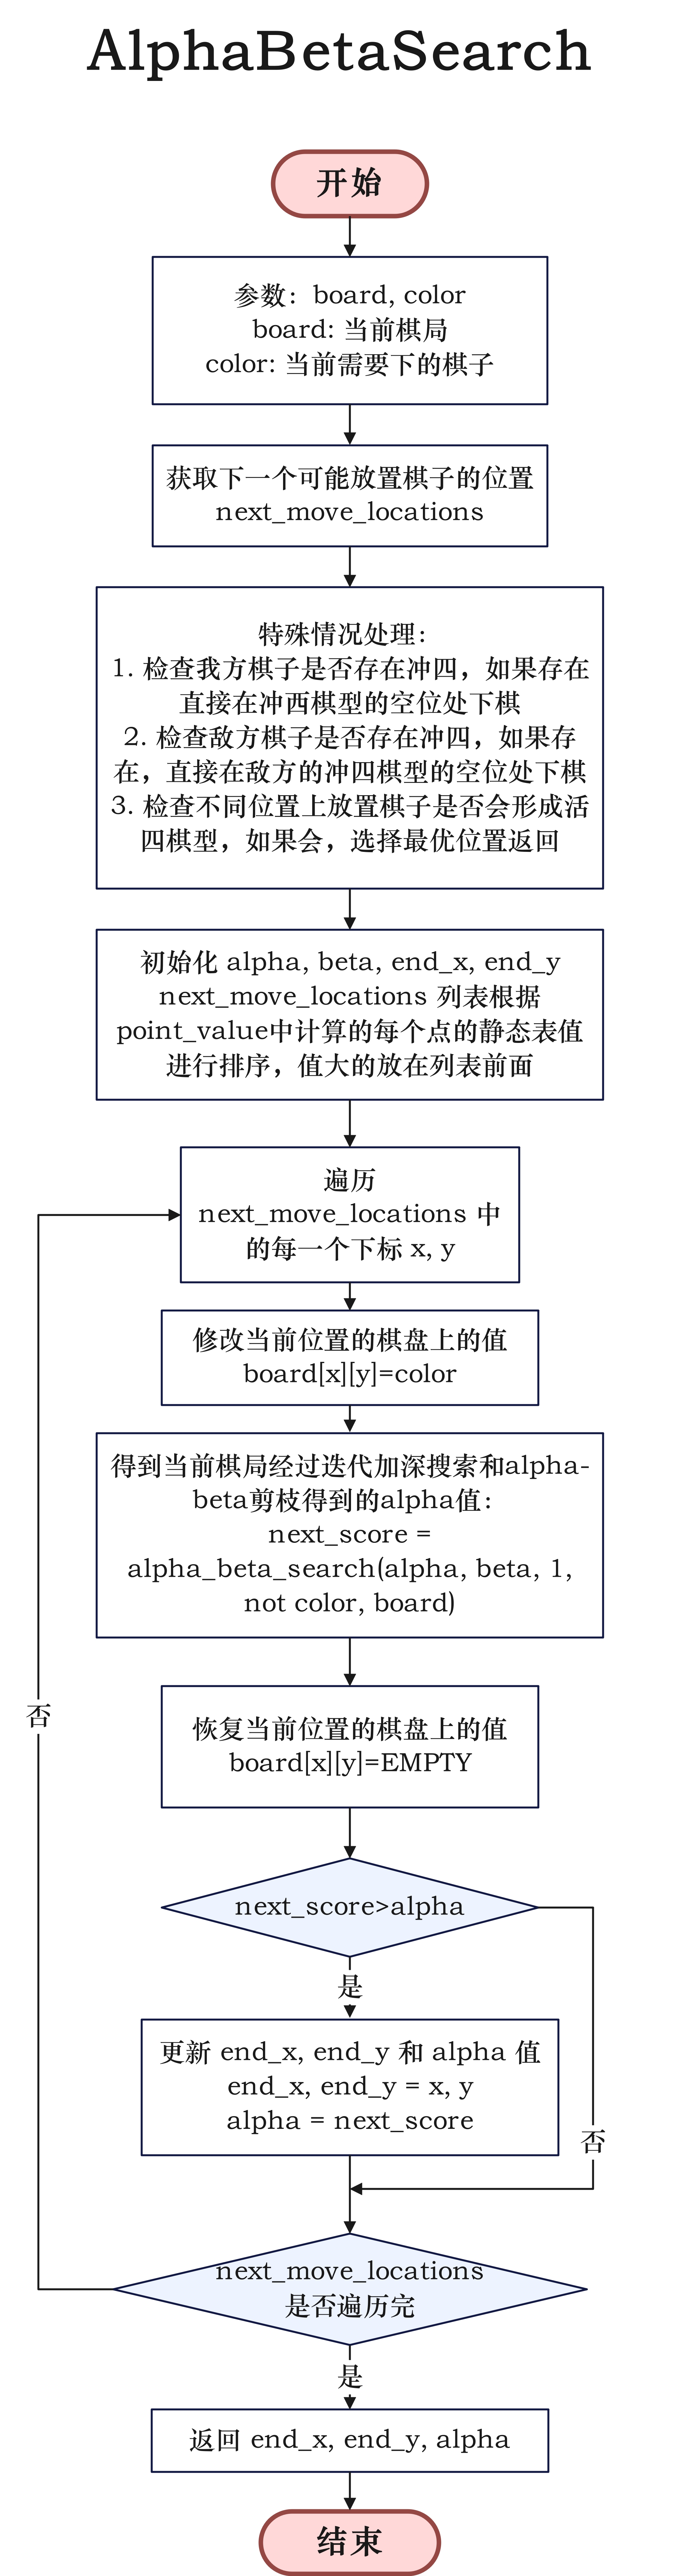 AlphaBetaSearch
开始
参数：board, color
board: 当前棋局
color: 当前需要下的棋子
获取下一个可能放置棋子的位置
next_move_locations
特殊情况处理：
1. 检查我方棋子是否存在冲四，如果存在
直接在冲西棋型的空位处下棋
2. 检查敌方棋子是否存在冲四，如果存
在，直接在敌方的冲四棋型的空位处下棋
3. 检查不同位置上放置棋子是否会形成活
四棋型，如果会，选择最优位置返回
初始化 alpha, beta, end_x, end_y
next_move_locations 列表根据
point_value中计算的每个点的静态表值
进行排序，值大的放在列表前面
遍历
next_move_locations 中
的每一个下标 x, y
修改当前位置的棋盘上的值
board[x][y]=color
得到当前棋局经过迭代加深搜索和alpha-
beta剪枝得到的alpha值：
next_score =
alpha_beta_search(alpha, beta, 1,
not color, board)
否
恢复当前位置的棋盘上的值
board[x][y]=EMPTY
next_score>alpha
是
更新 end_x, end_y 和 alpha 值
end_x, end_y = x, y
alpha = next_score
否
next_move_locations
是否遍历完
是
返回 end_x, end_y, alpha
结束